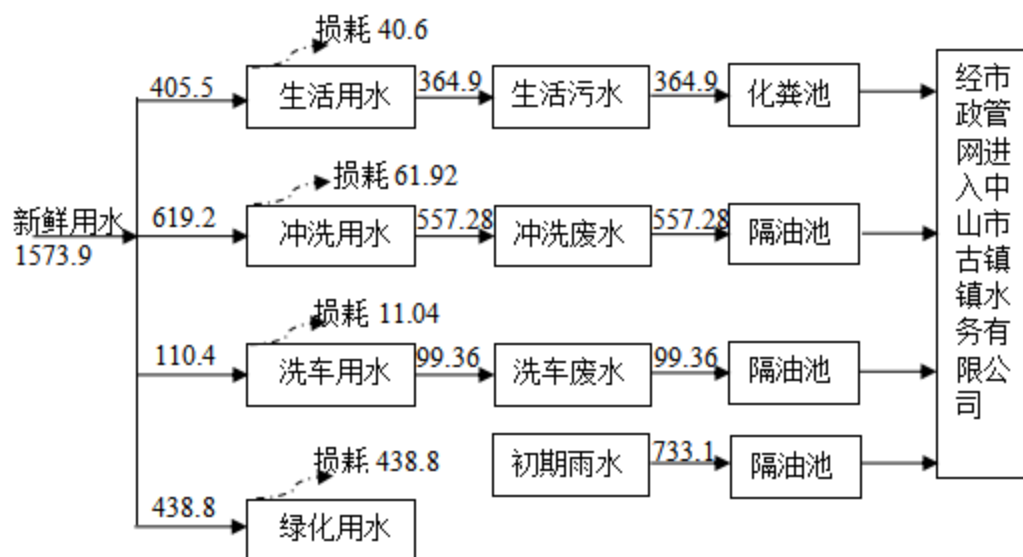 损耗 40.6
405.5
生活用水
364.9
生活污水
364.9
化粪池
损耗 61.92
新鲜用水
1573.9
619.2
冲洗用水
557.28
冲洗废水
557.28
隔油池
损耗 11.04
110.4
洗车用水
99.36
洗车废水
99.36
隔油池
初期雨水
733.1
隔油池
损耗 438.8
438.8
绿化用水
经市
政管
网进
入中
山市
古镇
镇水
务有
限公
司